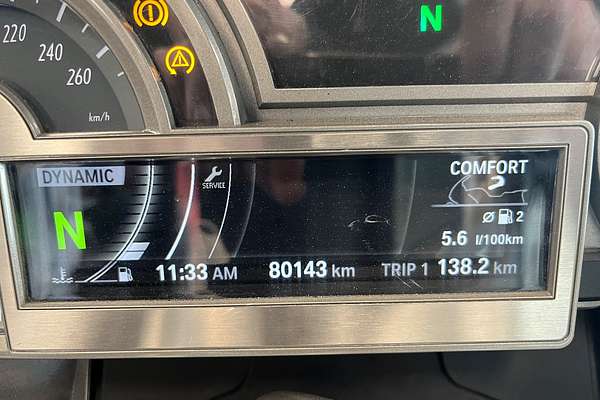 220
240
260
km/h
N
DYNAMIC
N
SERVICE
COMFORT
Ø 2
5.6 l/100km
11:33 AM 80143 km TRIP 1 138.2 km